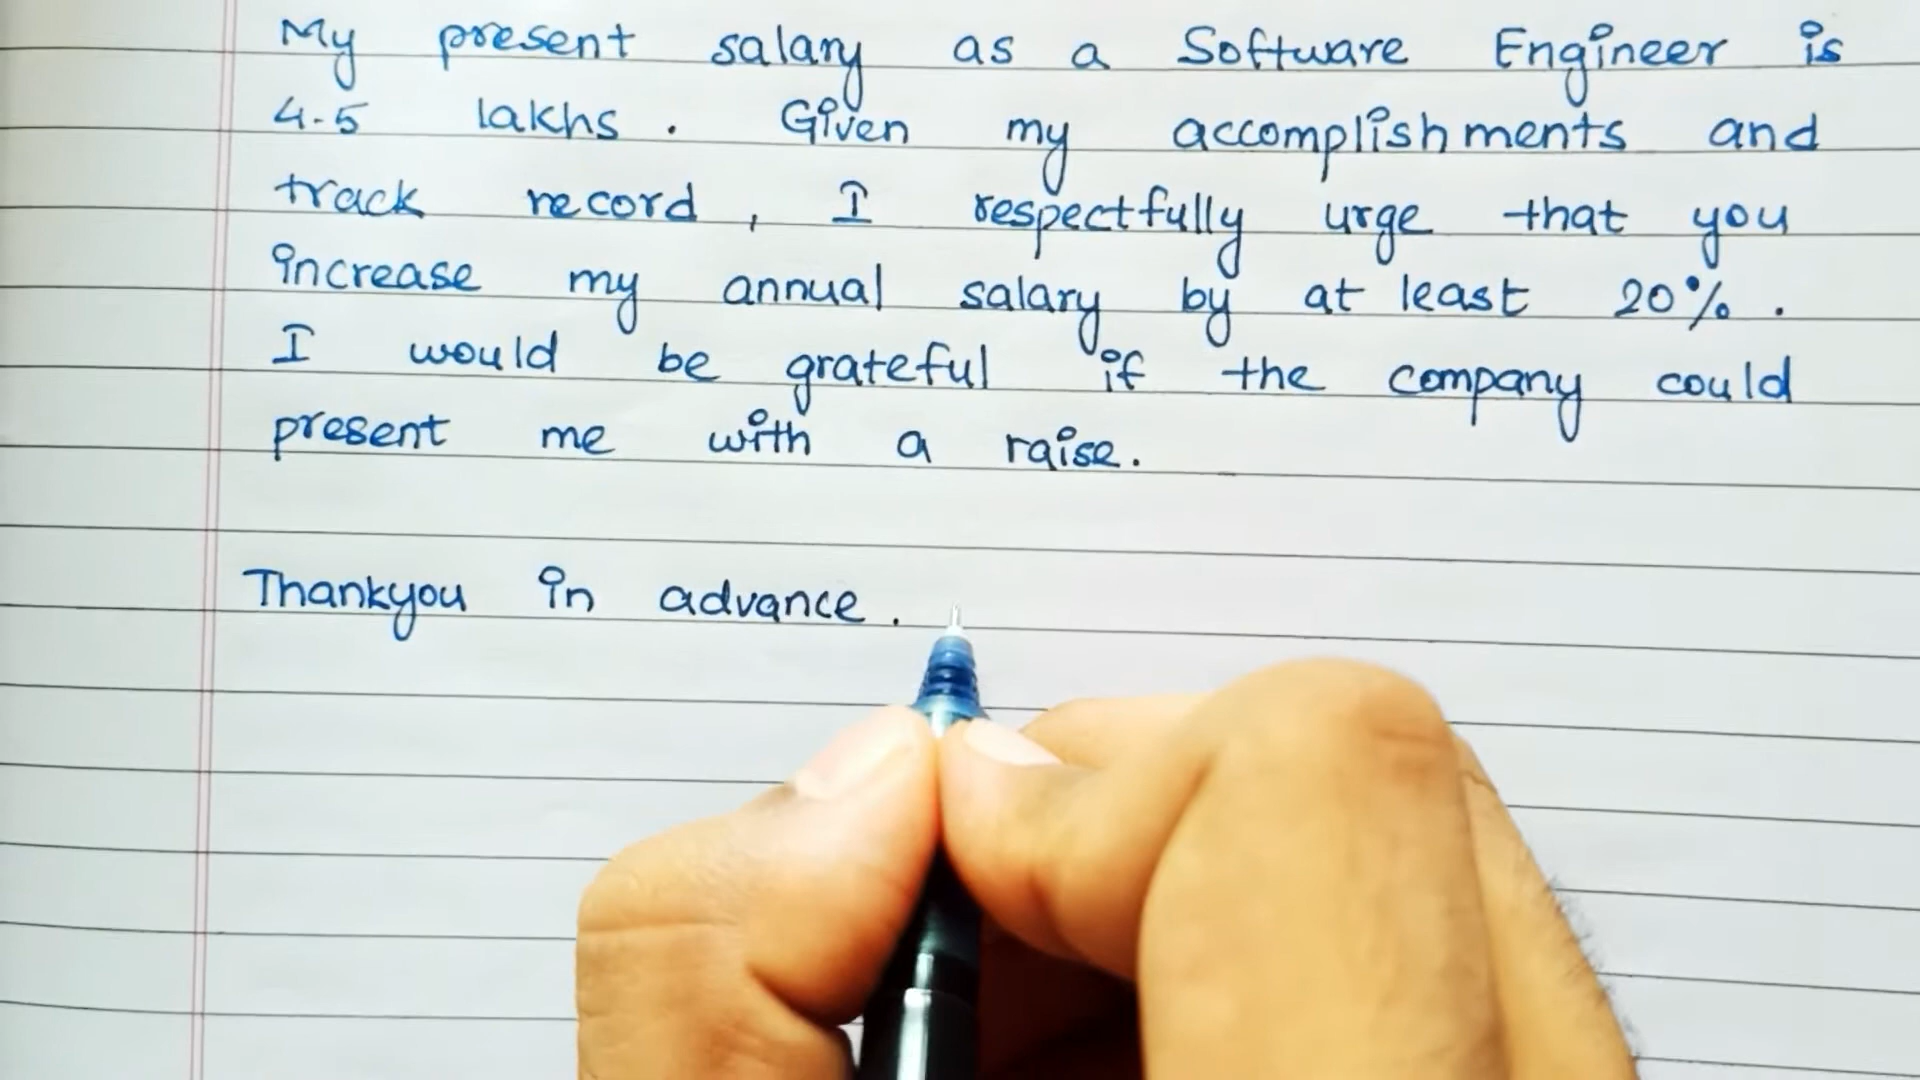 My present salary as a Software Engineer is
4.5 lakhs. Given my accomplishments and
track record, I respectfully urge that you
increase my annual salary by at least 20%.
I would be grateful if the company could
present me with a raise.
Thankyou in advance.